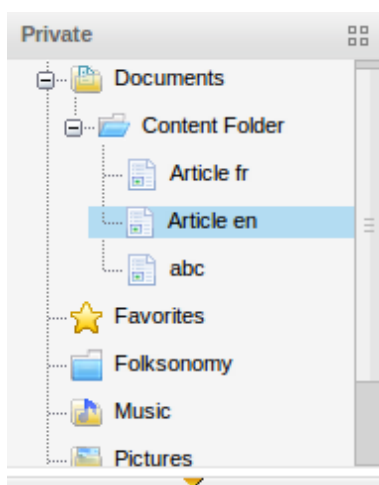 Private
Documents
Content Folder
Article fr
Article en
abc
Favorites
Folksonomy
Music
Pictures